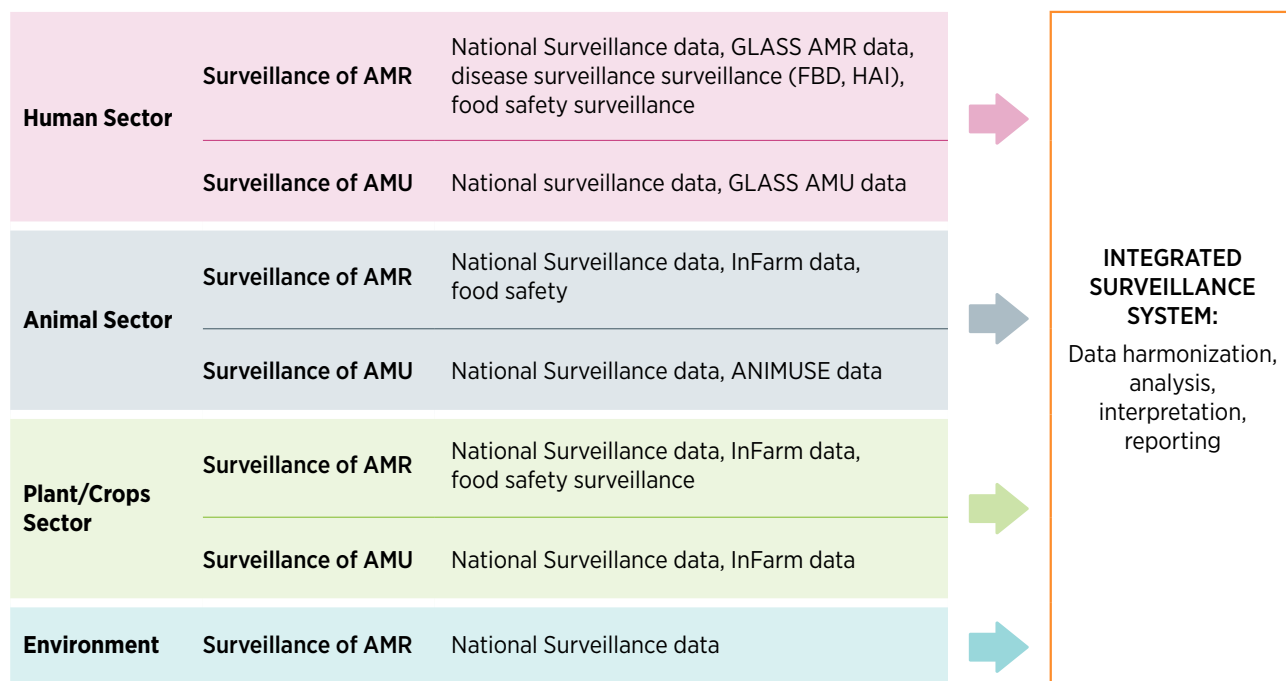 Human Sector
Surveillance of AMR
National Surveillance data, GLASS AMR data,
disease surveillance surveillance (FBD, HAI),
food safety surveillance
Surveillance of AMU
National surveillance data, GLASS AMU data
Animal Sector
Surveillance of AMR
National Surveillance data, InFarm data,
food safety
Surveillance of AMU
National Surveillance data, ANIMUSE data
Plant/Crops
Sector
Surveillance of AMR
National Surveillance data, InFarm data,
food safety surveillance
Surveillance of AMU
National Surveillance data, InFarm data
Environment
Surveillance of AMR
National Surveillance data
INTEGRATED
SURVEILLANCE
SYSTEM:
Data harmonization,
analysis,
interpretation,
reporting